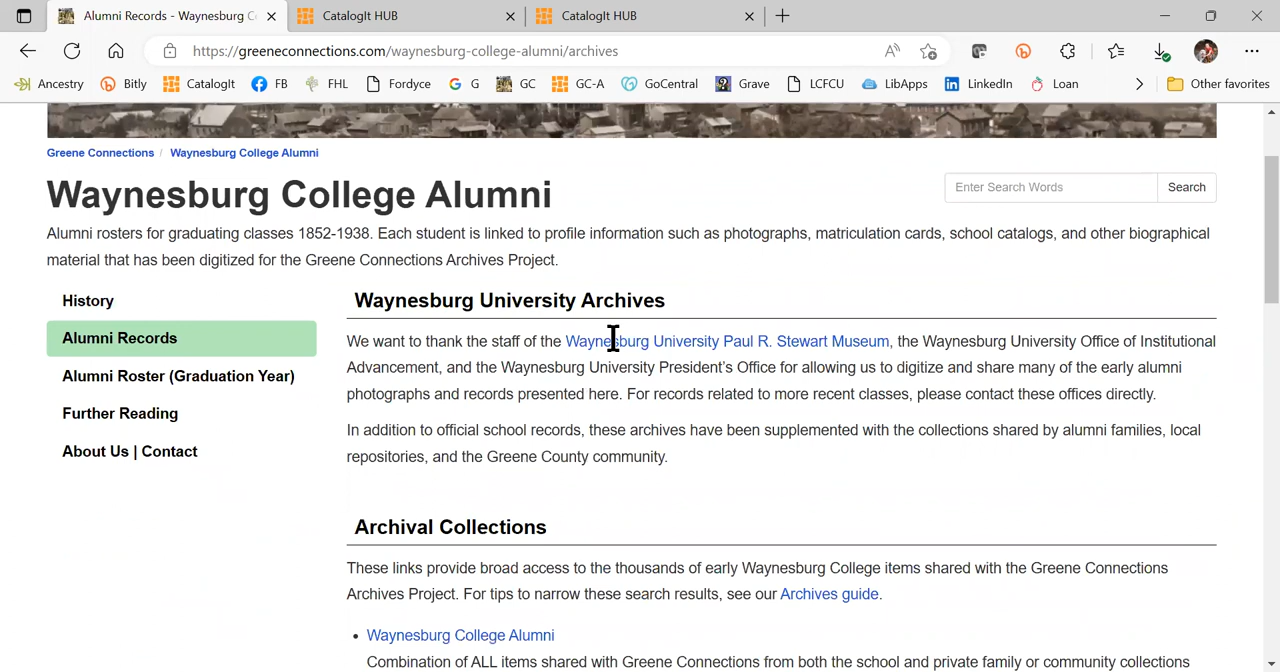 Alumni Records - Waynesburg C
CatalogIt HUB
CatalogIt HUB
https://greeneconnections.com/waynesburg-college-alumni/archives
Ancestry Bitly CatalogIt FB FHL Fordyce G GC GC-A GoCentral Grave LCFCU LibApps LinkedIn Loan Other favorites
Greene Connections / Waynesburg College Alumni
Waynesburg College Alumni
Enter Search Words Search
Alumni rosters for graduating classes 1852-1938. Each student is linked to profile information such as photographs, matriculation cards, school catalogs, and other biographical
material that has been digitized for the Greene Connections Archives Project.
History
Alumni Records
Alumni Roster (Graduation Year)
Further Reading
About Us | Contact
Waynesburg University Archives
We want to thank the staff of the Waynesburg University Paul R. Stewart Museum, the Waynesburg University Office of Institutional
Advancement, and the Waynesburg University President’s Office for allowing us to digitize and share many of the early alumni
photographs and records presented here. For records related to more recent classes, please contact these offices directly.
In addition to official school records, these archives have been supplemented with the collections shared by alumni families, local
repositories, and the Greene County community.
Archival Collections
These links provide broad access to the thousands of early Waynesburg College items shared with the Greene Connections
Archives Project. For tips to narrow these search results, see our Archives guide.
• Waynesburg College Alumni
Combination of ALL items shared with Greene Connections from both the school and private family or community collections